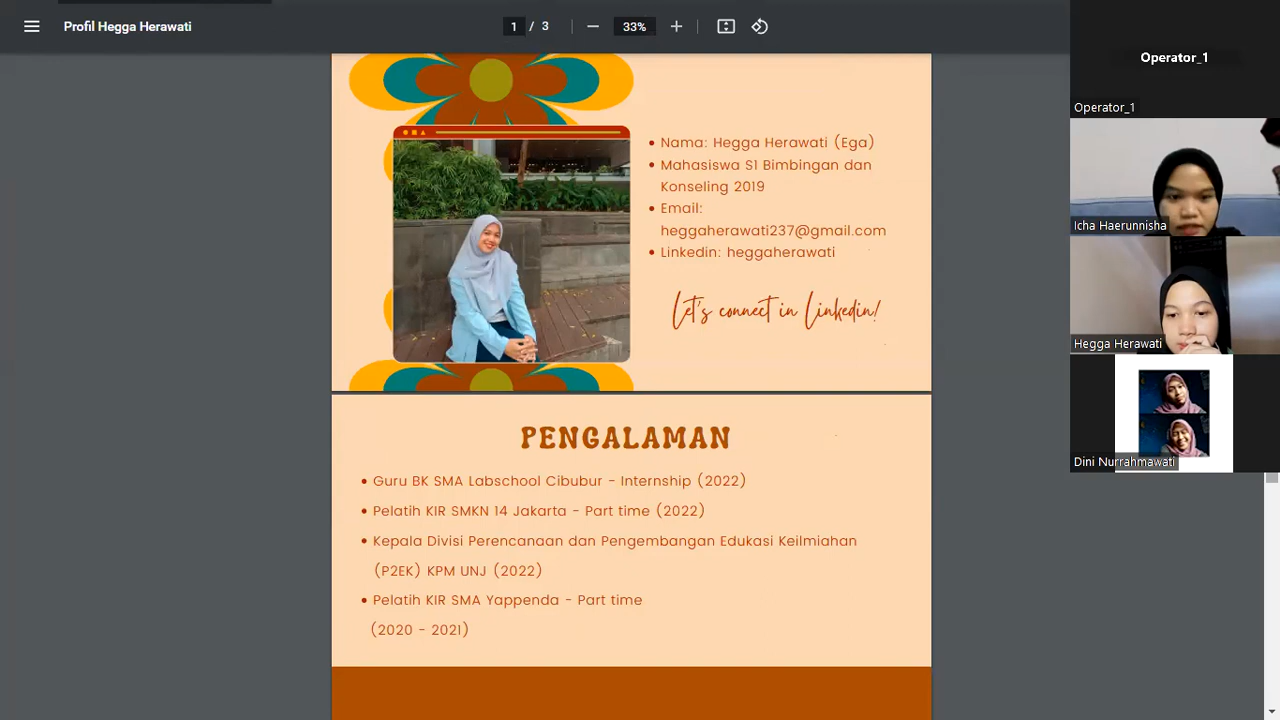 Profil Hegga Herawati
1 / 3
33%
Nama: Hegga Herawati (Ega)
Mahasiswa S1 Bimbingan dan
Konseling 2019
Email:
heggaherawati237@gmail.com
Linkedin: heggaherawati
Let's connect in Linkedin!
PENGALAMAN
Guru BK SMA Labschool Cibubur - Internship (2022)
Pelatih KIR SMKN 14 Jakarta - Part time (2022)
Kepala Divisi Perencanaan dan Pengembangan Edukasi Keilmiahan
(P2EK) KPM UNJ (2022)
Pelatih KIR SMA Yappenda - Part time
(2020 - 2021)
Operator_1
Operator_1
Icha Haerunnisha
Hegga Herawati
Dini Nurrahmawati